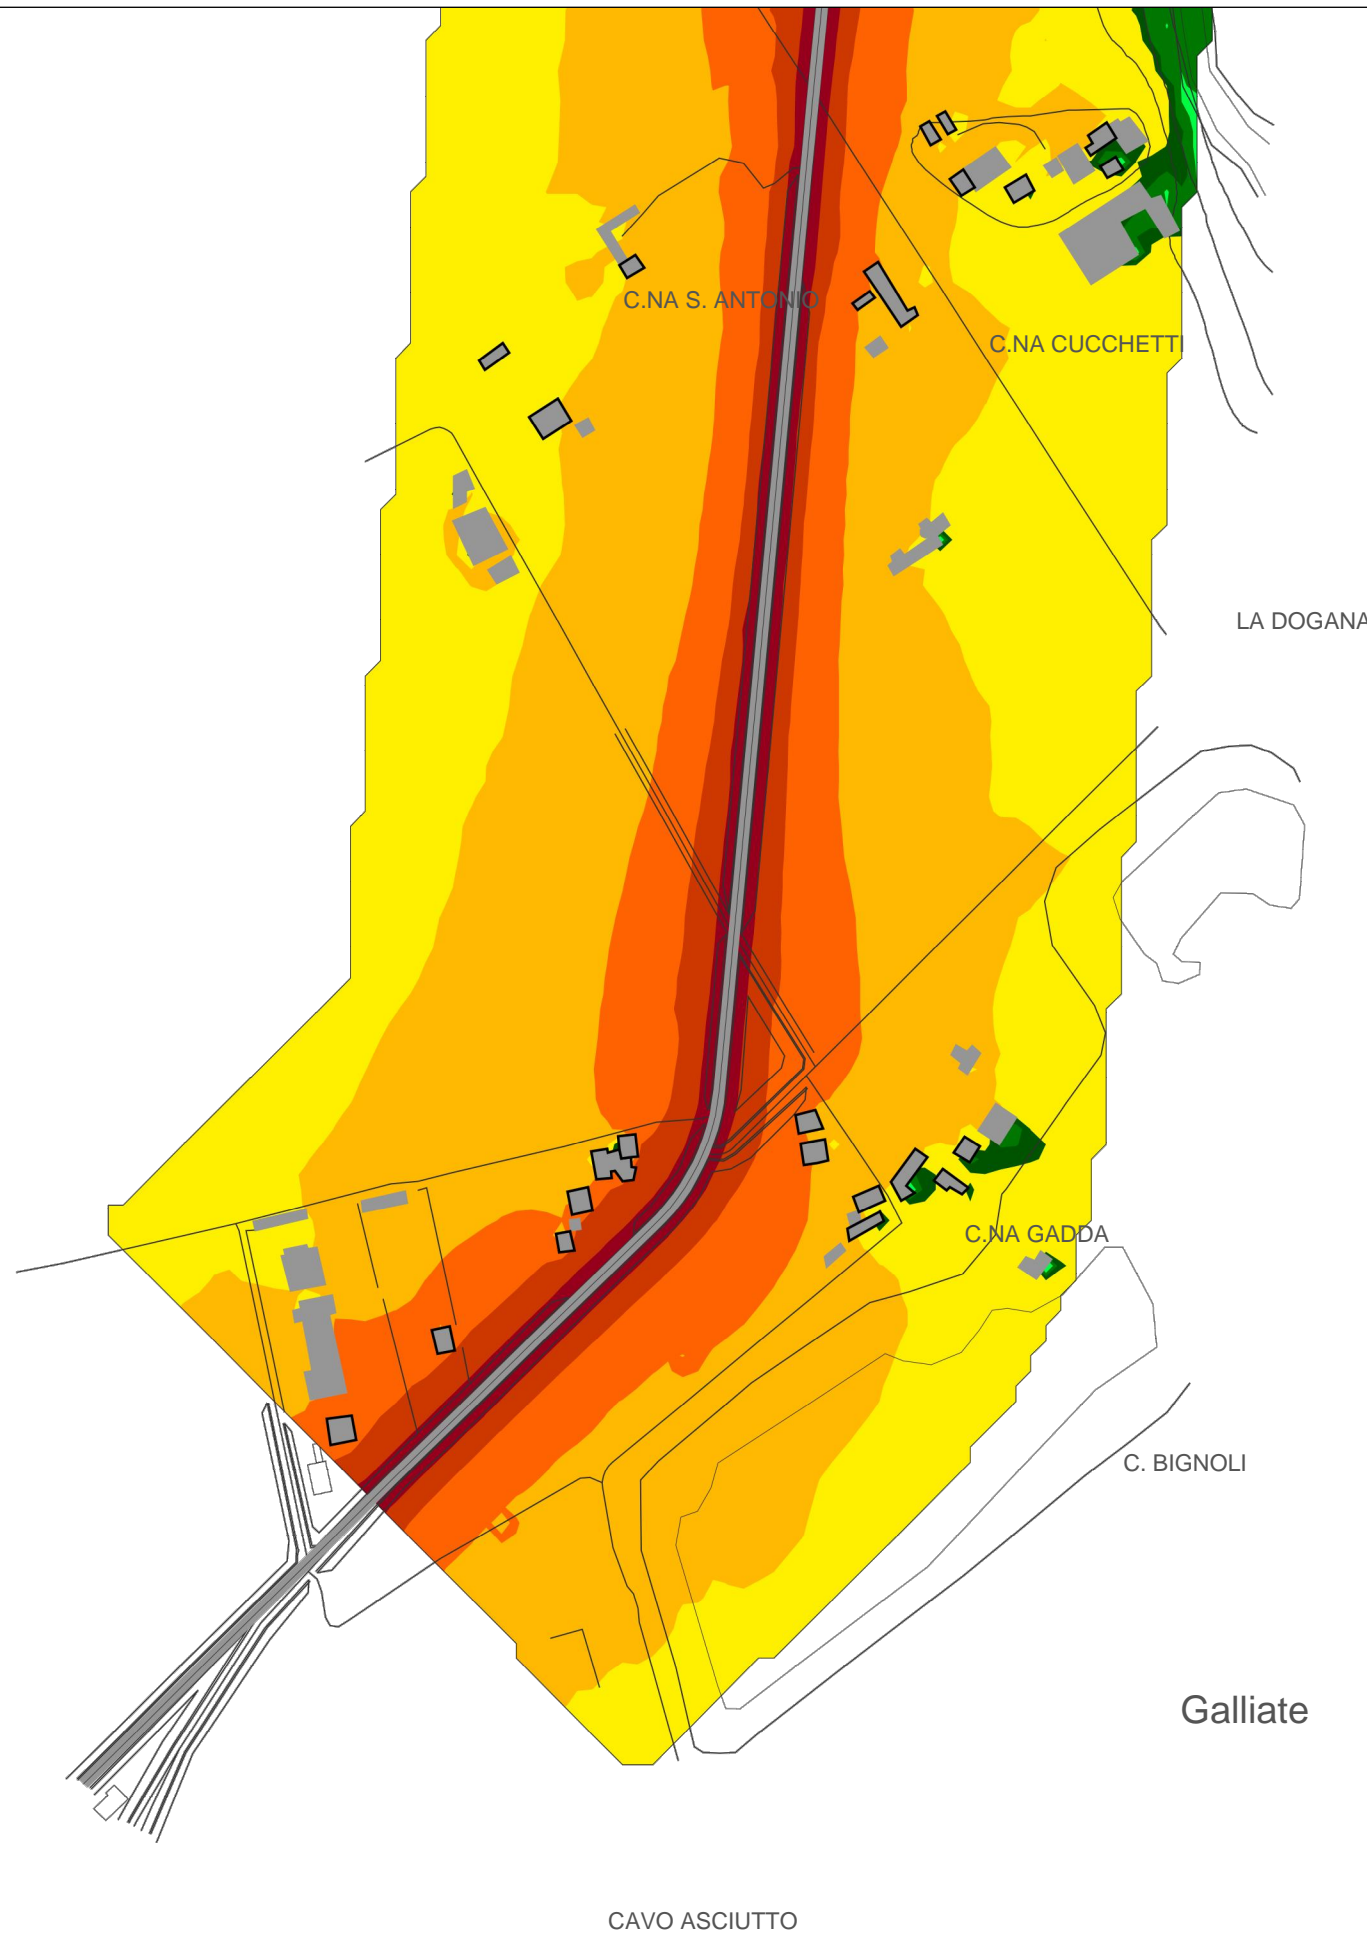 C.NA S. ANTONIO
C.NA CUCCHETTI
LA DOGANA
C.NA GADDA
C. BIGNOLI
Galliate
CAVO ASCIUTTO